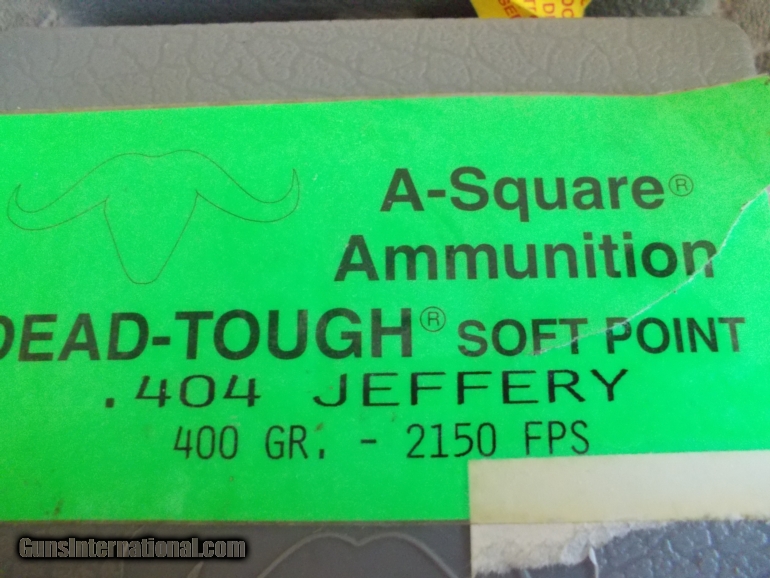 A-Square®
Ammunition
DEAD-TOUGH® SOFT POINT
.404 JEFFERY
400 GR. - 2150 FPS
GunsInternational.com